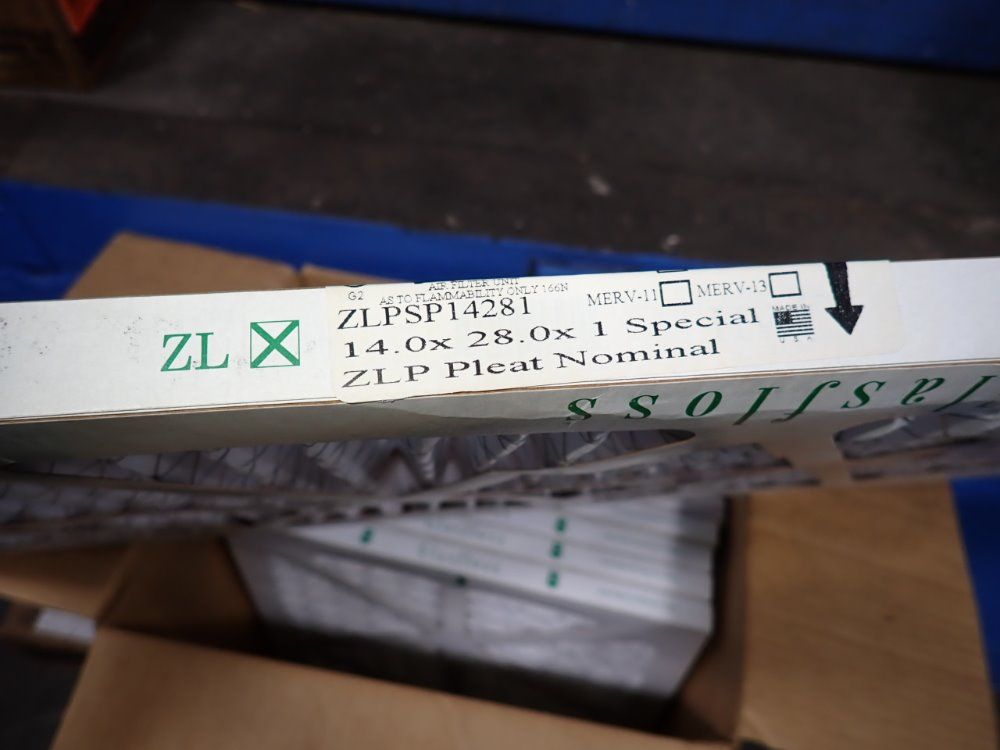 G2 AIR FILTER UNIT
AS TO FLAMMABILITY ONLY 166N
MERV-11 MERV-13
ZLPSP14281
14.0x 28.0x 1 Special
ZLP Pleat Nominal
MADE IN
USA
ZL